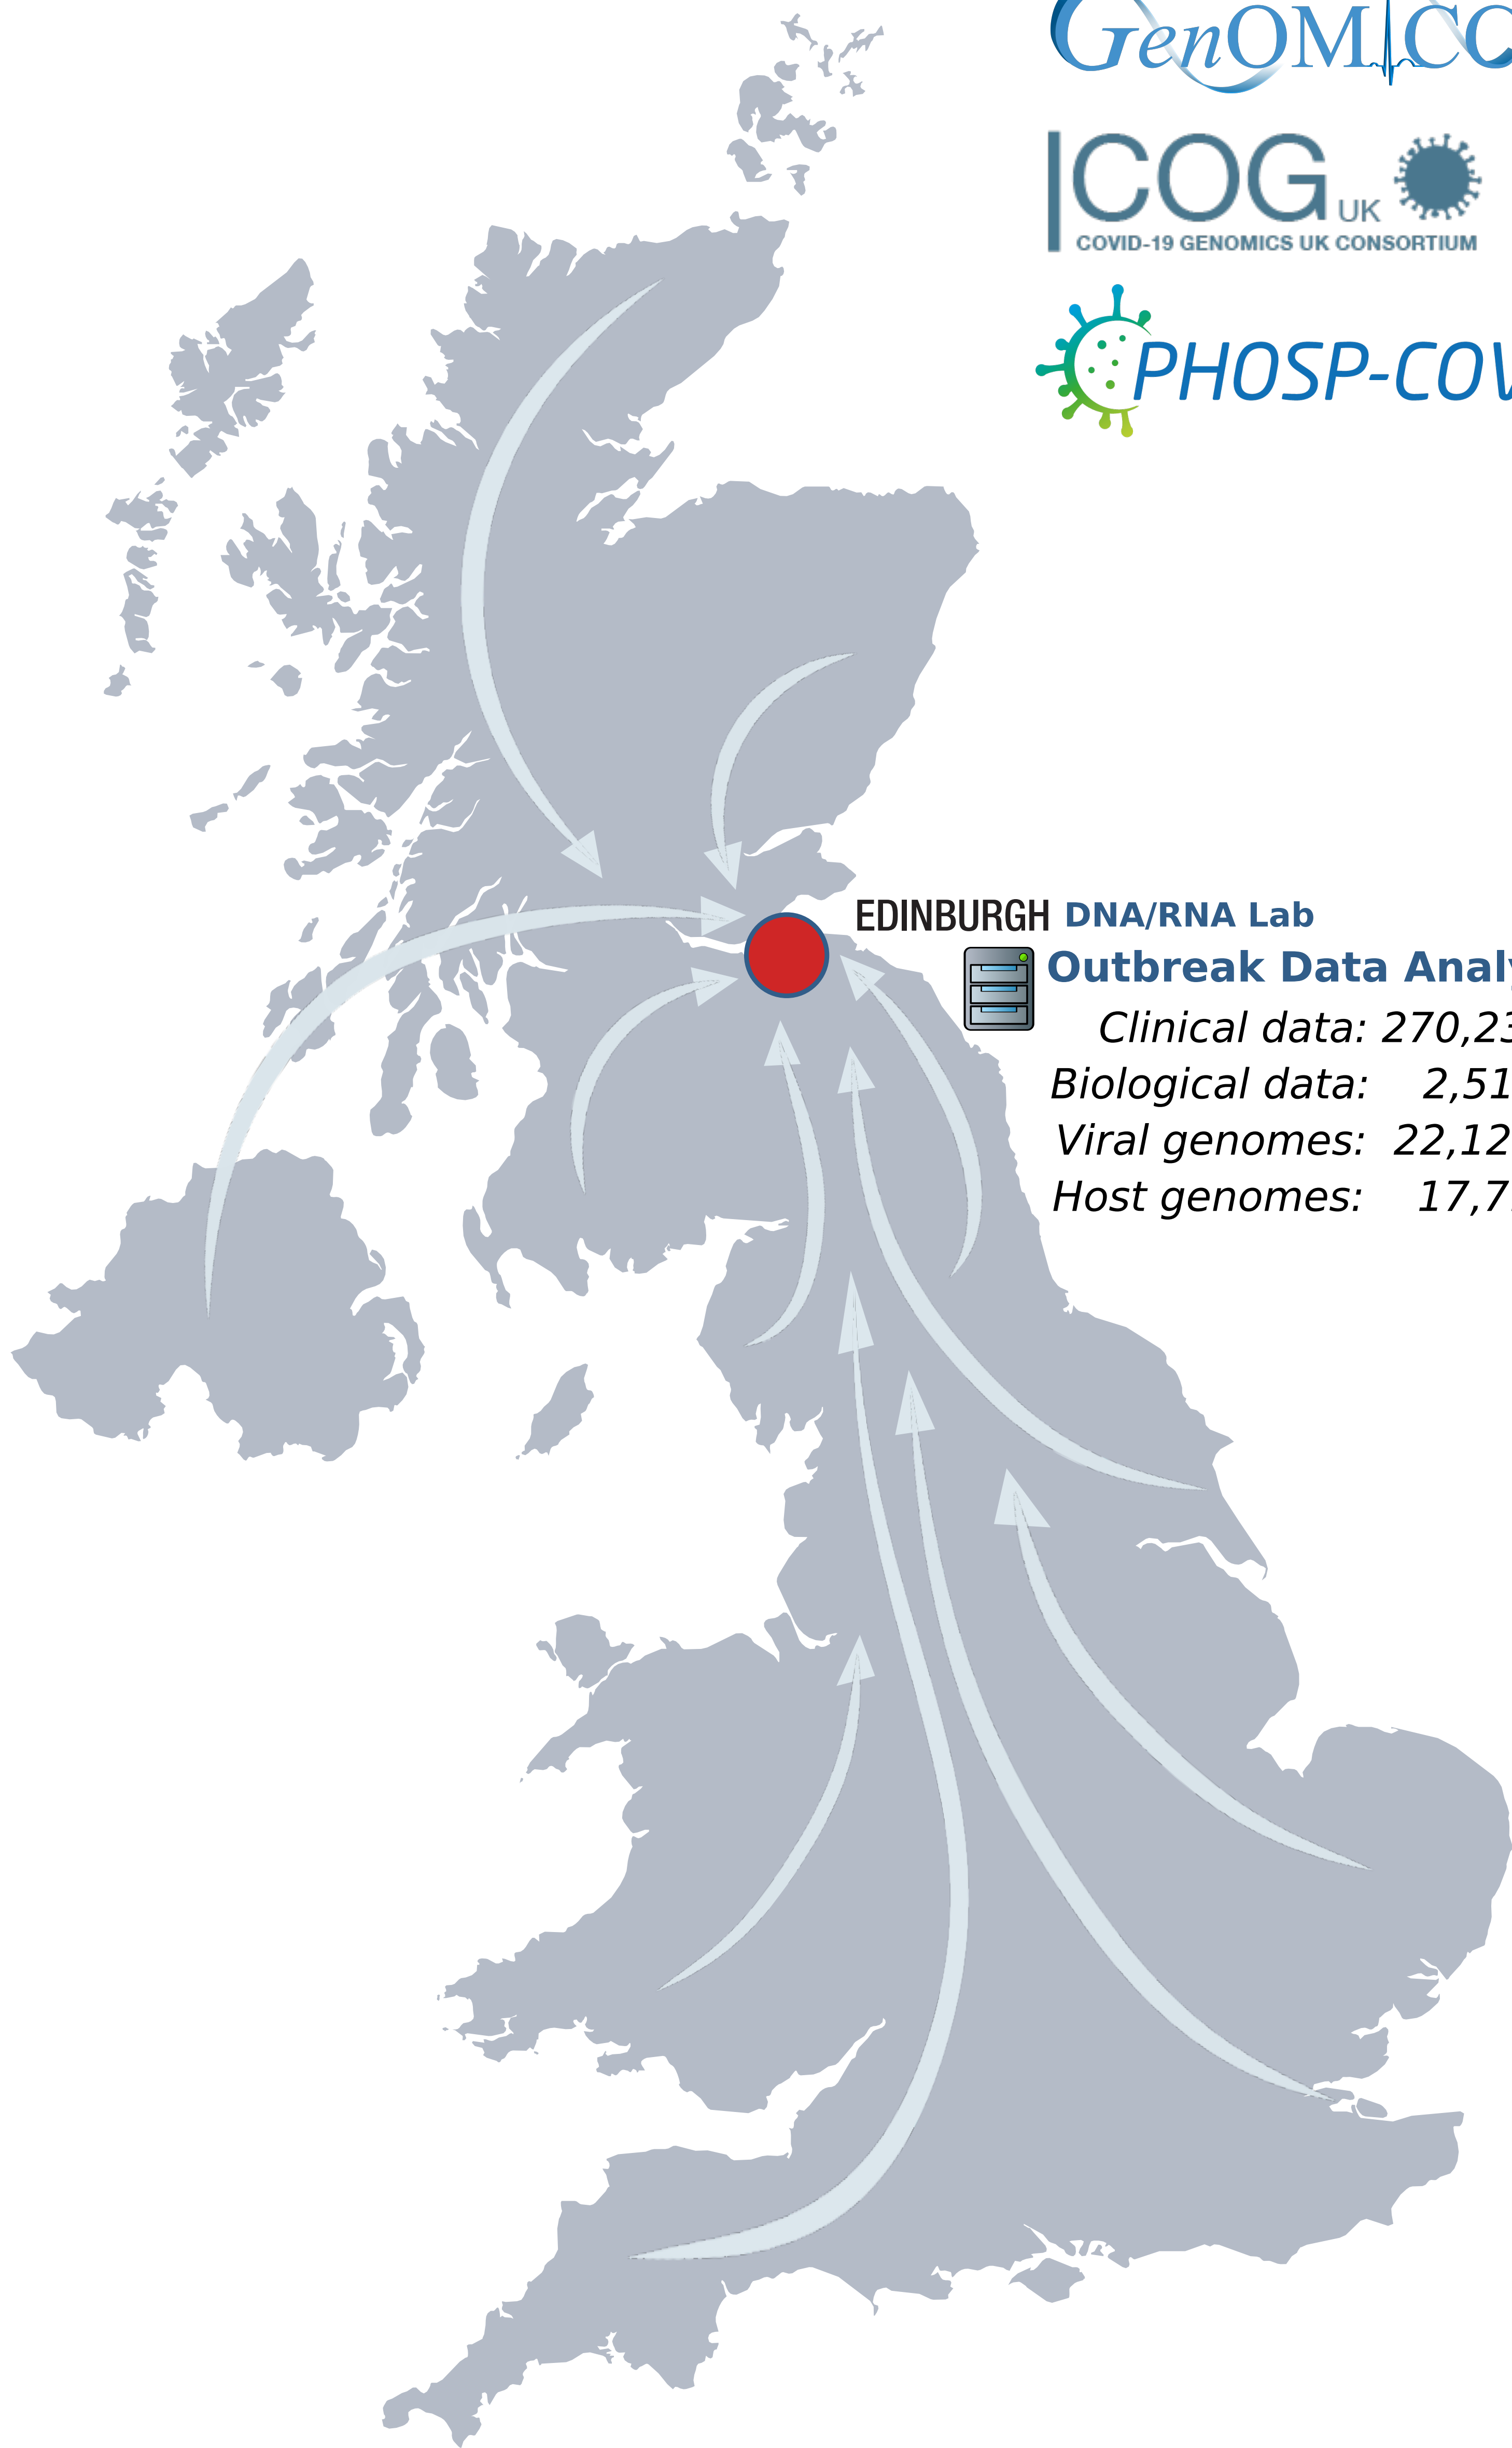 GenOMICC
COG UK
COVID-19 GENOMICS UK CONSORTIUM
PHOSP-COV
EDINBURGH DNA/RNA Lab
Outbreak Data Analy
Clinical data: 270,23
Biological data: 2,51
Viral genomes: 22,12
Host genomes: 17,7